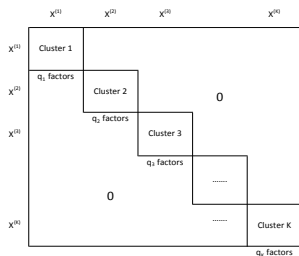 X(1) X(2) X(3) X(K)
X(1) Cluster 1
q1 factors
X(2) Cluster 2 0
q2 factors
X(3) Cluster 3
q3 factors
.......
0 .......
X(K) Cluster K
qK factors